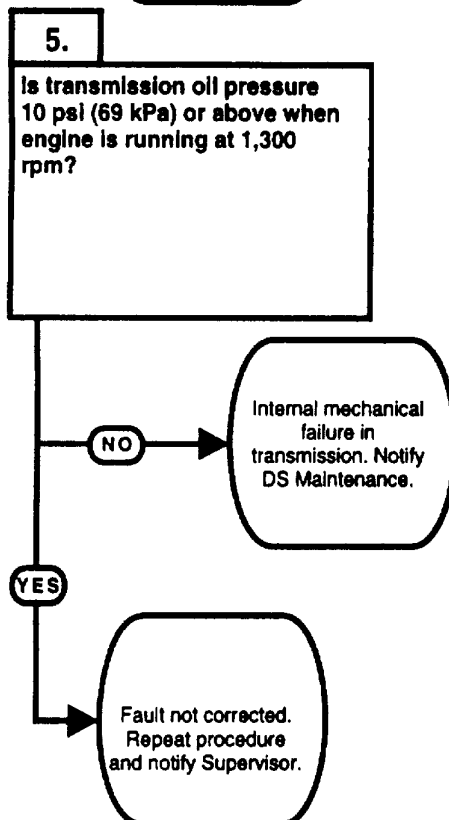 5.
Is transmission oil pressure
10 psi (69 kPa) or above when
engine is running at 1,300
rpm?
Internal mechanical
failure in
transmission. Notify
DS Maintenance.
NO
YES
Fault not corrected.
Repeat procedure
and notify Supervisor.